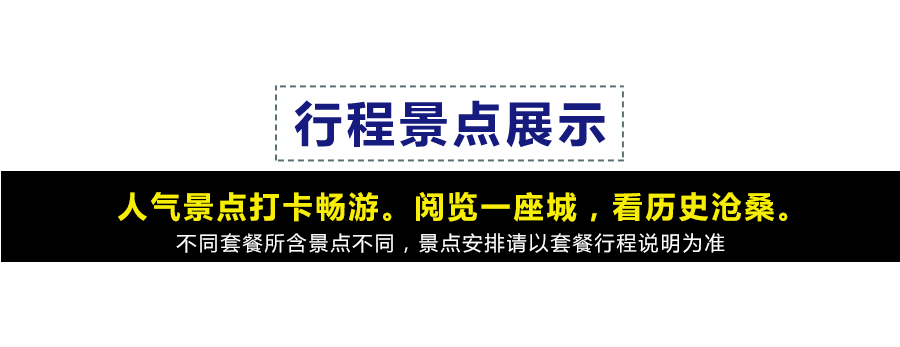 行程景点展示
人气景点打卡畅游。阅览一座城，看历史沧桑。
不同套餐所含景点不同，景点安排请以套餐行程说明为准